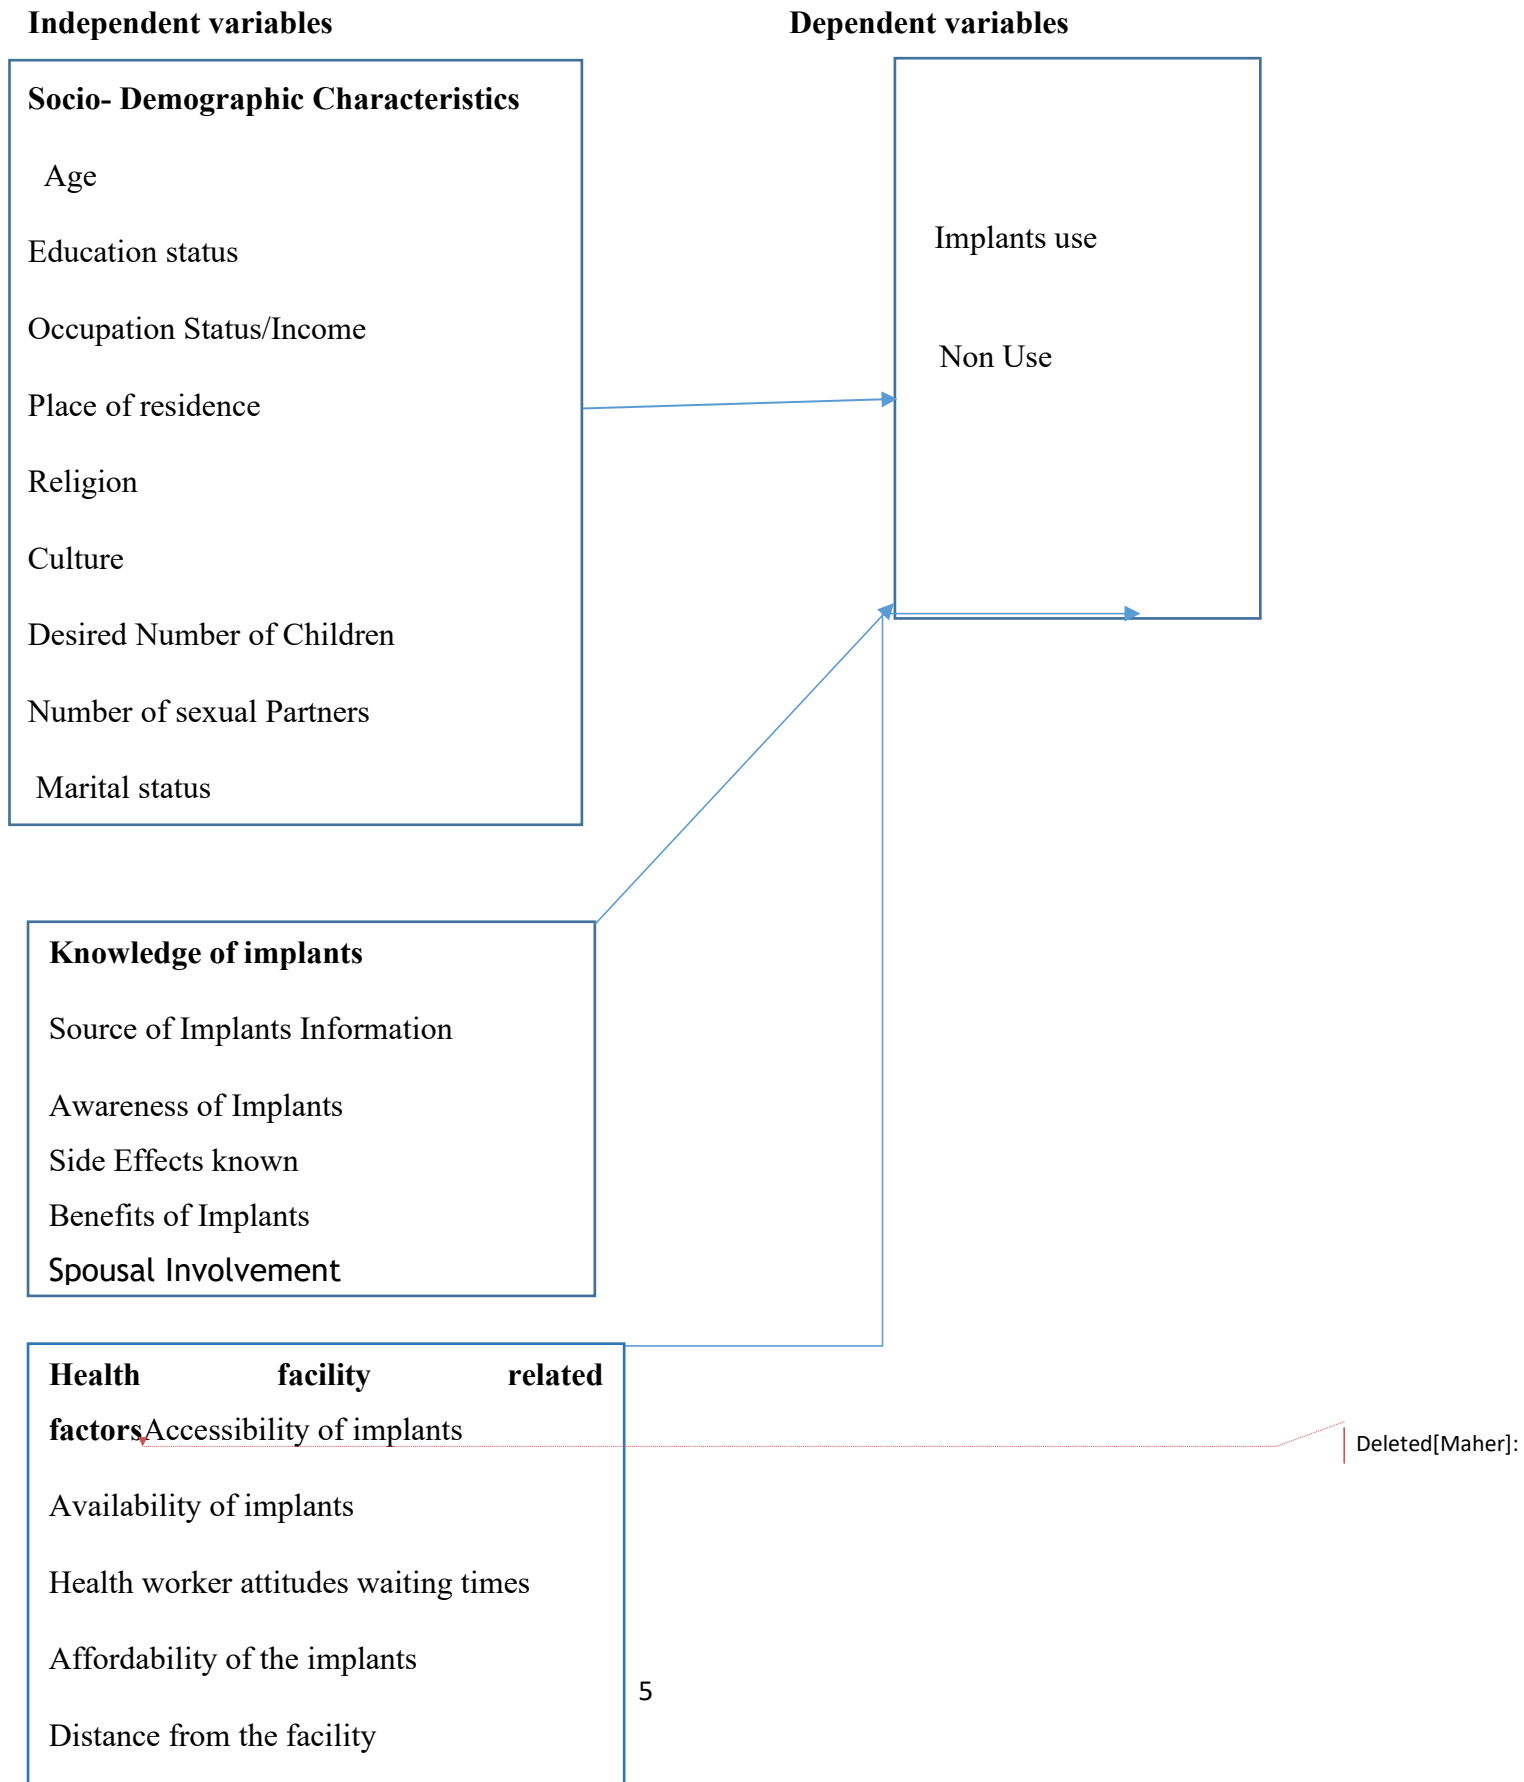 Independent variables
Dependent variables
Socio- Demographic Characteristics
Age
Education status
Occupation Status/Income
Place of residence
Religion
Culture
Desired Number of Children
Number of sexual Partners
Marital status
Implants use
Non Use
Knowledge of implants
Source of Implants Information
Awareness of Implants
Side Effects known
Benefits of Implants
Spousal Involvement
Health facility related
factorsAccessibility of implants
Availability of implants
Health worker attitudes waiting times
Affordability of the implants
Distance from the facility
Deleted[Maher]:
5